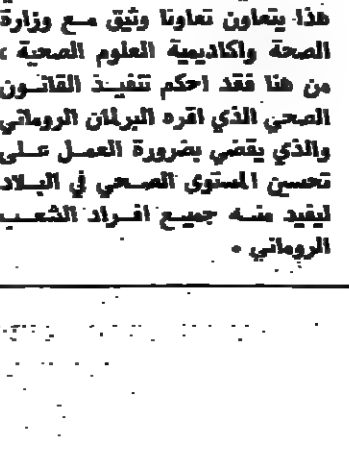 هذا يتعاون تعاونا وثيق مع وزارة
الصحة واكاديمية العلوم الصحية ،
من هنا فقد احكم تنفيذ القانون
الصحي الذي اقره البرلمان الروماني
والذي يقضي بضرورة العمل على
تحسين المستوى الصحي في البلاد
ليفيد منه جميع افراد الشعب
الروماني .